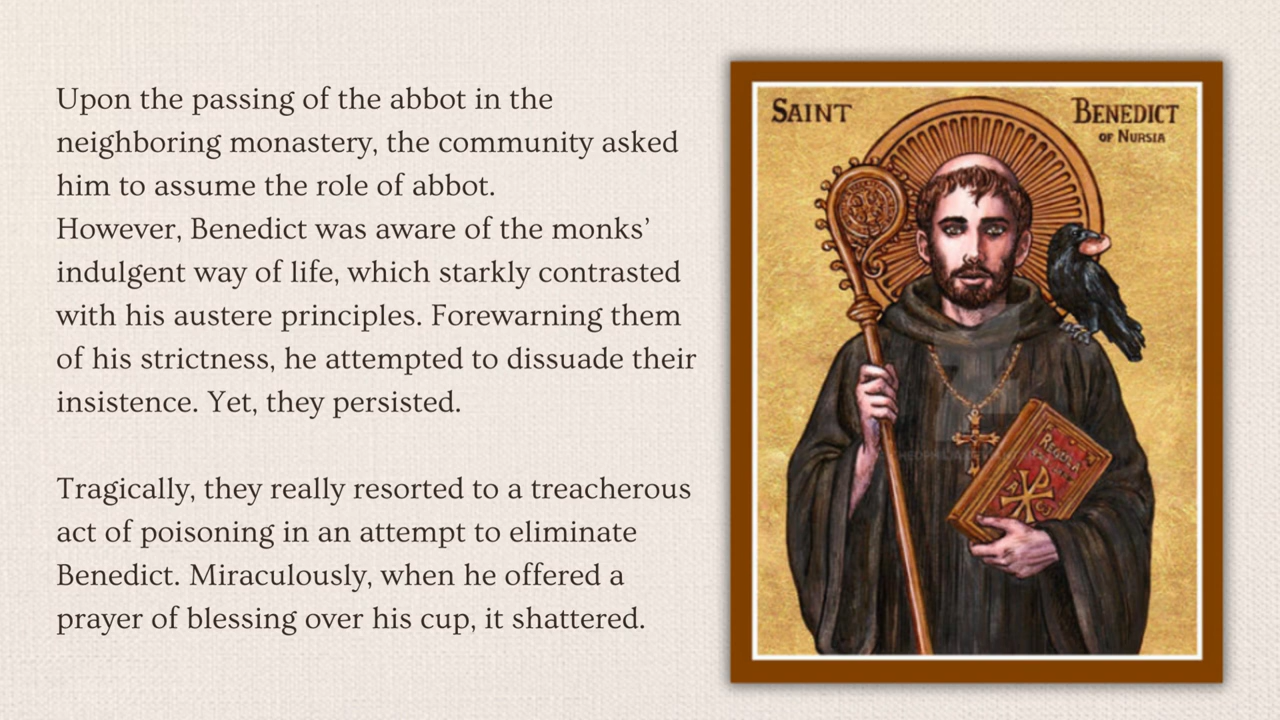 Upon the passing of the abbot in the
neighboring monastery, the community asked
him to assume the role of abbot.
However, Benedict was aware of the monks’
indulgent way of life, which starkly contrasted
with his austere principles. Forewarning them
of his strictness, he attempted to dissuade their
insistence. Yet, they persisted.
Tragically, they really resorted to a treacherous
act of poisoning in an attempt to eliminate
Benedict. Miraculously, when he offered a
prayer of blessing over his cup, it shattered.
SAINT
BENEDICT
OF NURSIA
REGULA